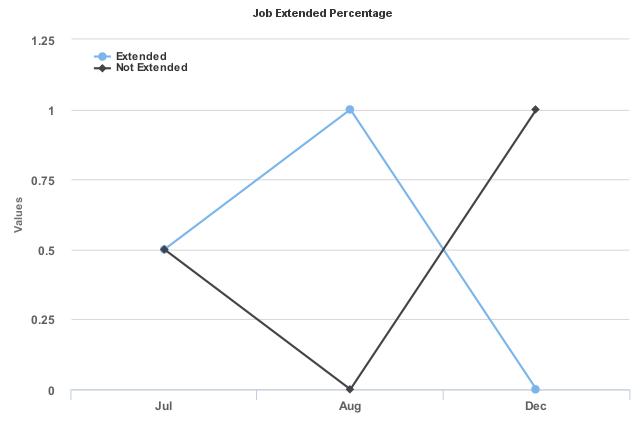 Job Extended Percentage
1.25
Extended
Not Extended
1
0.75
Values
0.5
0.25
0
Jul Aug Dec